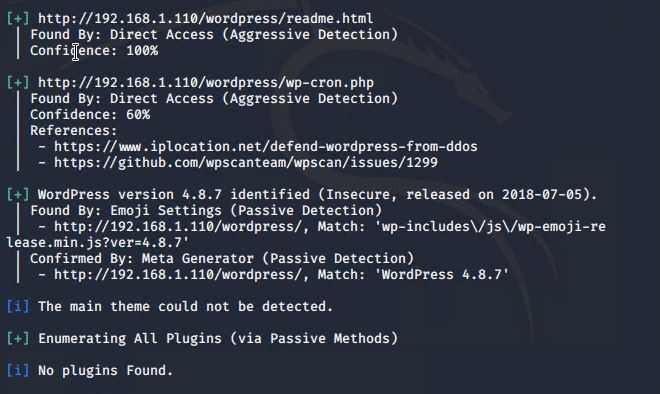 [+] http://192.168.1.110/wordpress/readme.html
| Found By: Direct Access (Aggressive Detection)
| Confidence: 100%
[+] http://192.168.1.110/wordpress/wp-cron.php
| Found By: Direct Access (Aggressive Detection)
| Confidence: 60%
| References:
|  - https://www.iplocation.net/defend-wordpress-from-ddos
|  - https://github.com/wpscanteam/wpscan/issues/1299
[+] WordPress version 4.8.7 identified (Insecure, released on 2018-07-05).
| Found By: Emoji Settings (Passive Detection)
|  - http://192.168.1.110/wordpress/, Match: 'wp-includes\/js\/wp-emoji-re
lease.min.js?ver=4.8.7'
| Confirmed By: Meta Generator (Passive Detection)
|  - http://192.168.1.110/wordpress/, Match: 'WordPress 4.8.7'
[i] The main theme could not be detected.
[+] Enumerating All Plugins (via Passive Methods)
[i] No plugins Found.